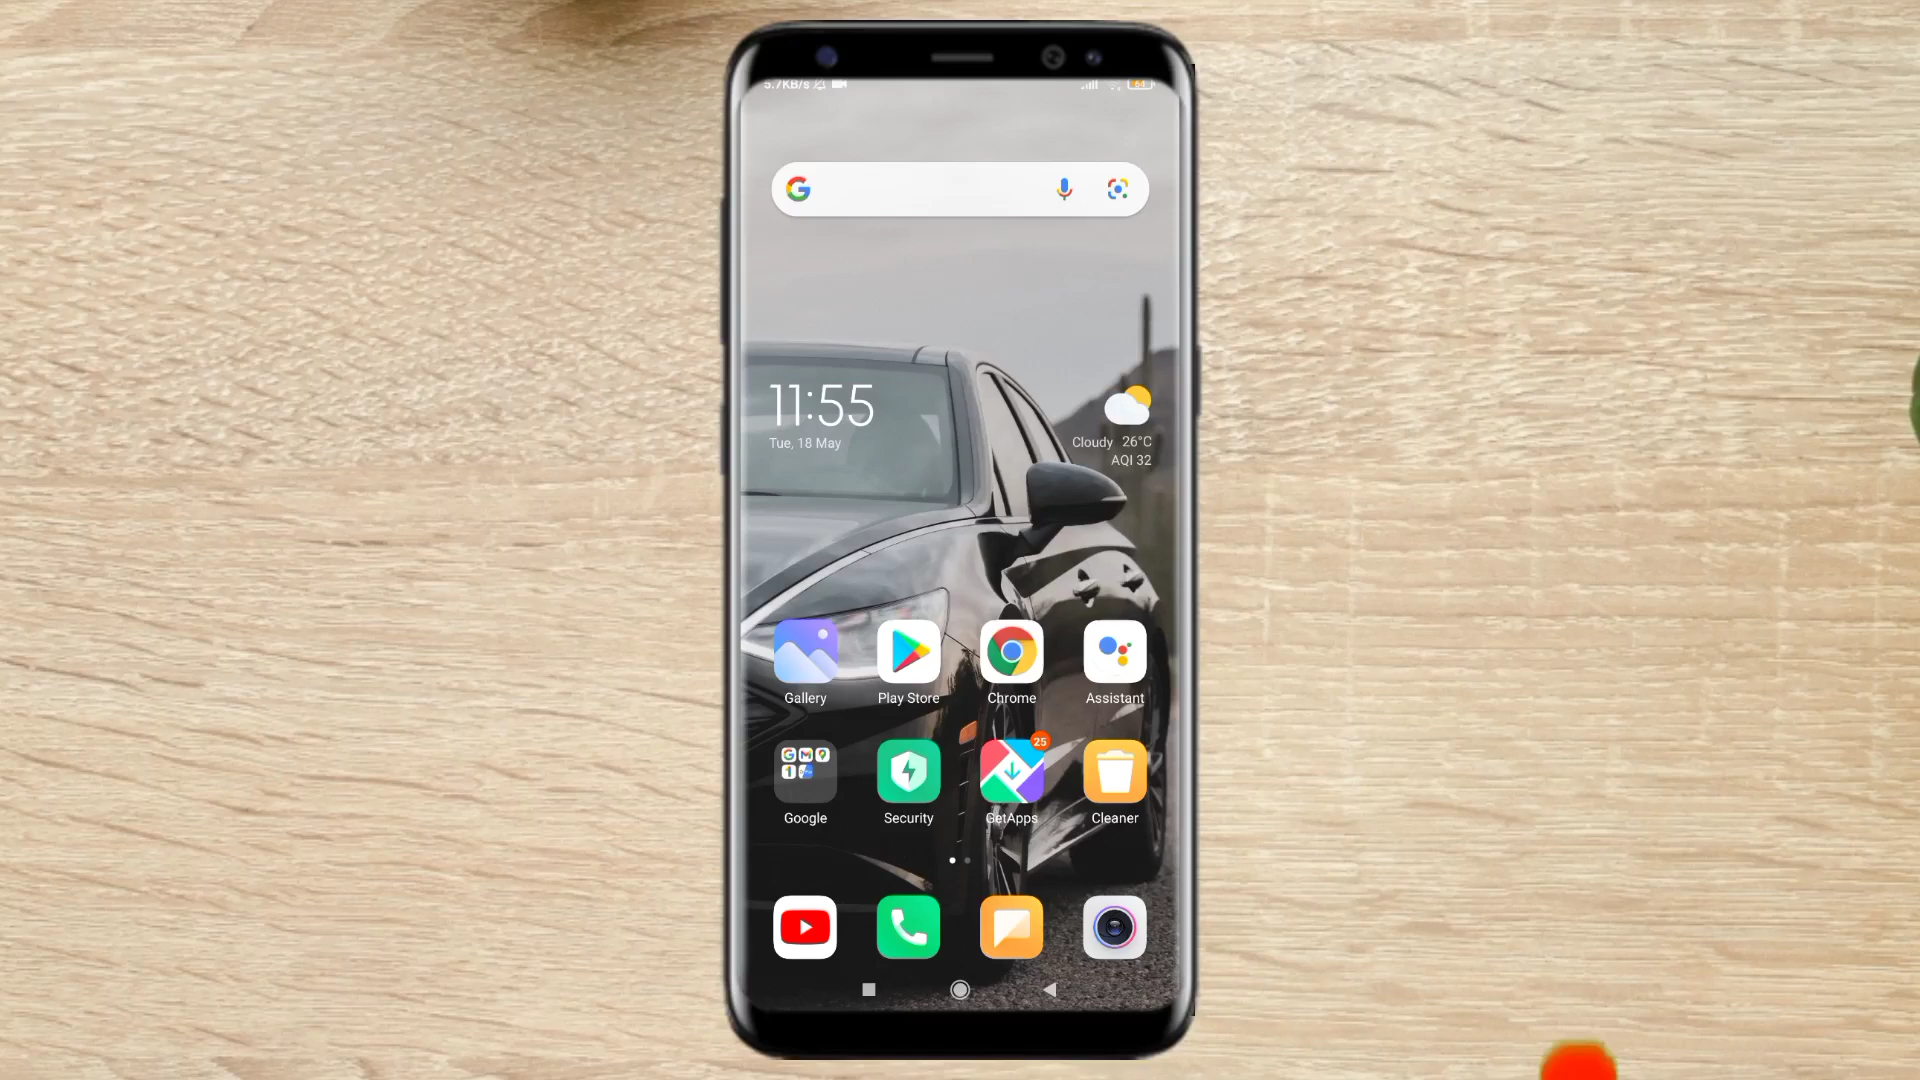 5.7KB/s
64
11:55
Tue, 18 May
Cloudy 26°C
AQI 32
Gallery
Play Store
Chrome
Assistant
25
Google
Security
GetApps
Cleaner